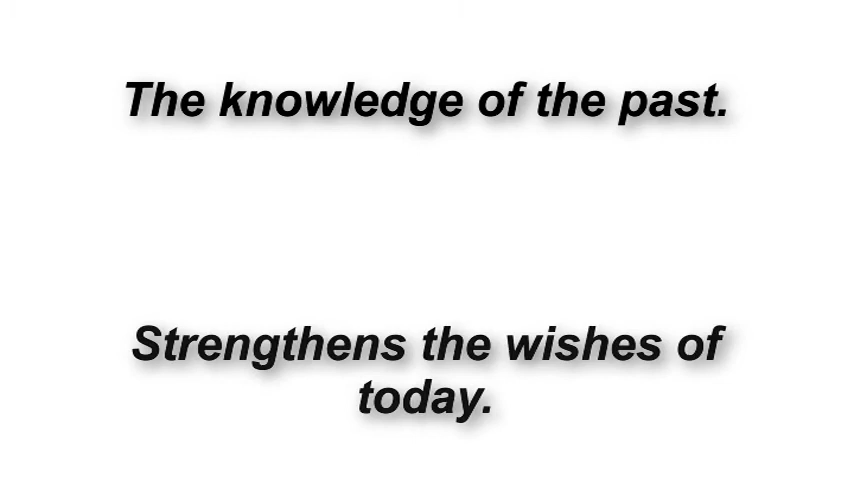 The knowledge of the past.
Strengthens the wishes of
today.